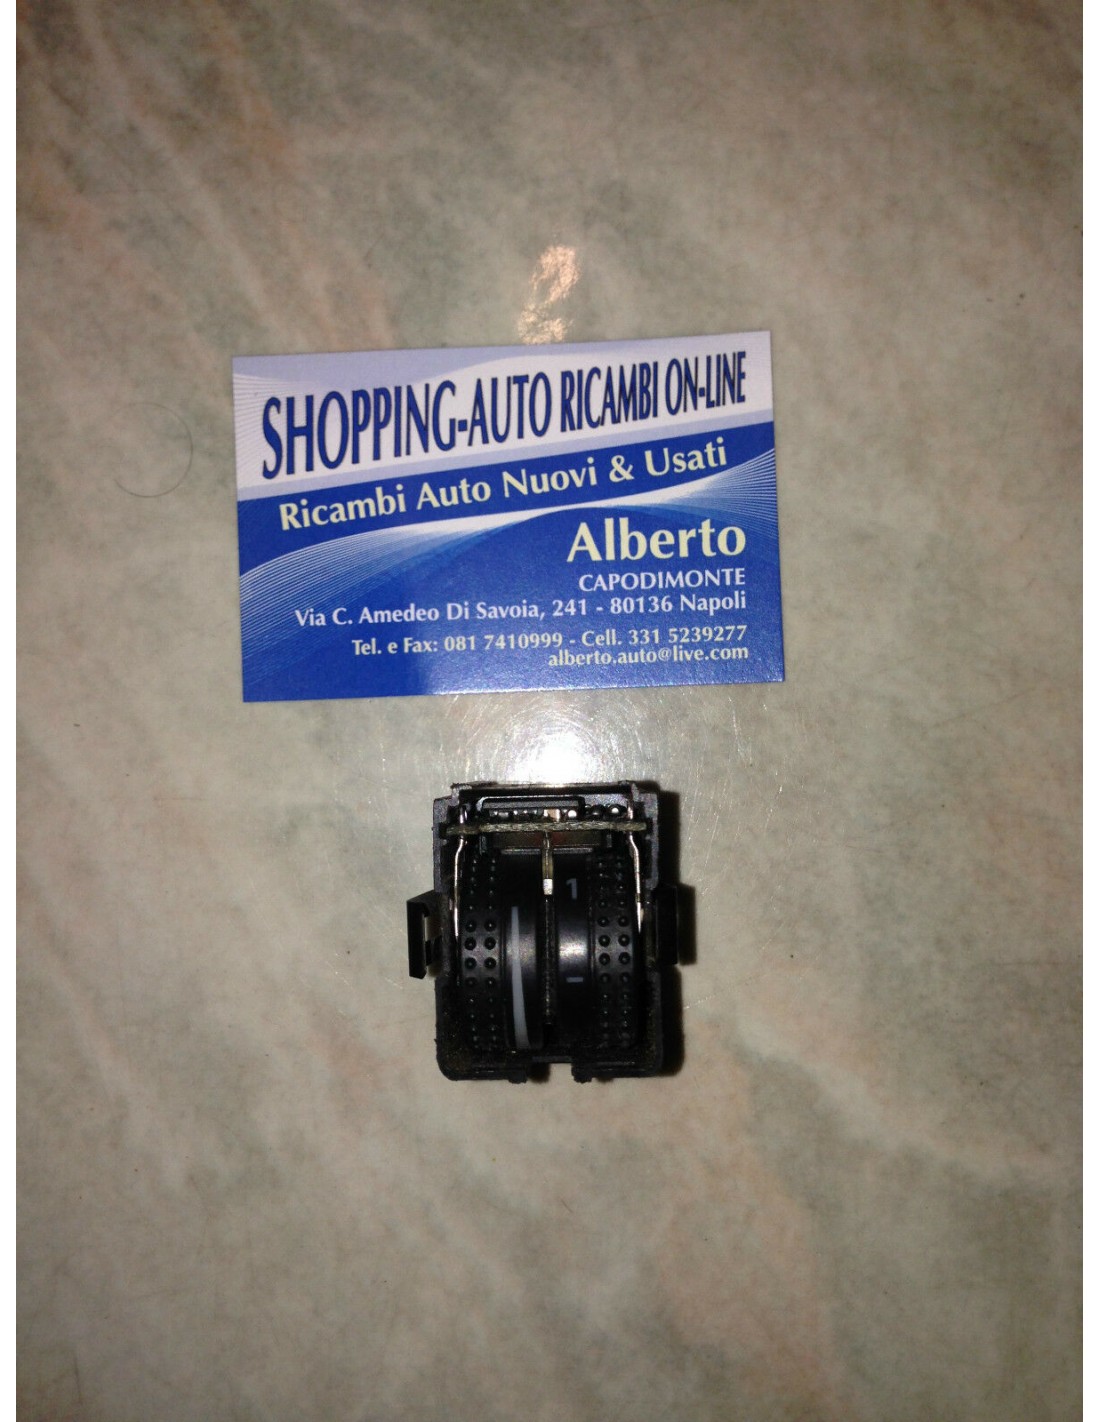 SHOPPING-AUTO RICAMBI ON-LINE
Ricambi Auto Nuovi & Usati
Alberto
CAPODIMONTE
Via C. Amedeo Di Savoia, 241 - 80136 Napoli
Tel. e Fax: 081 7410999 - Cell. 331 5239277
alberto.auto@live.com
1